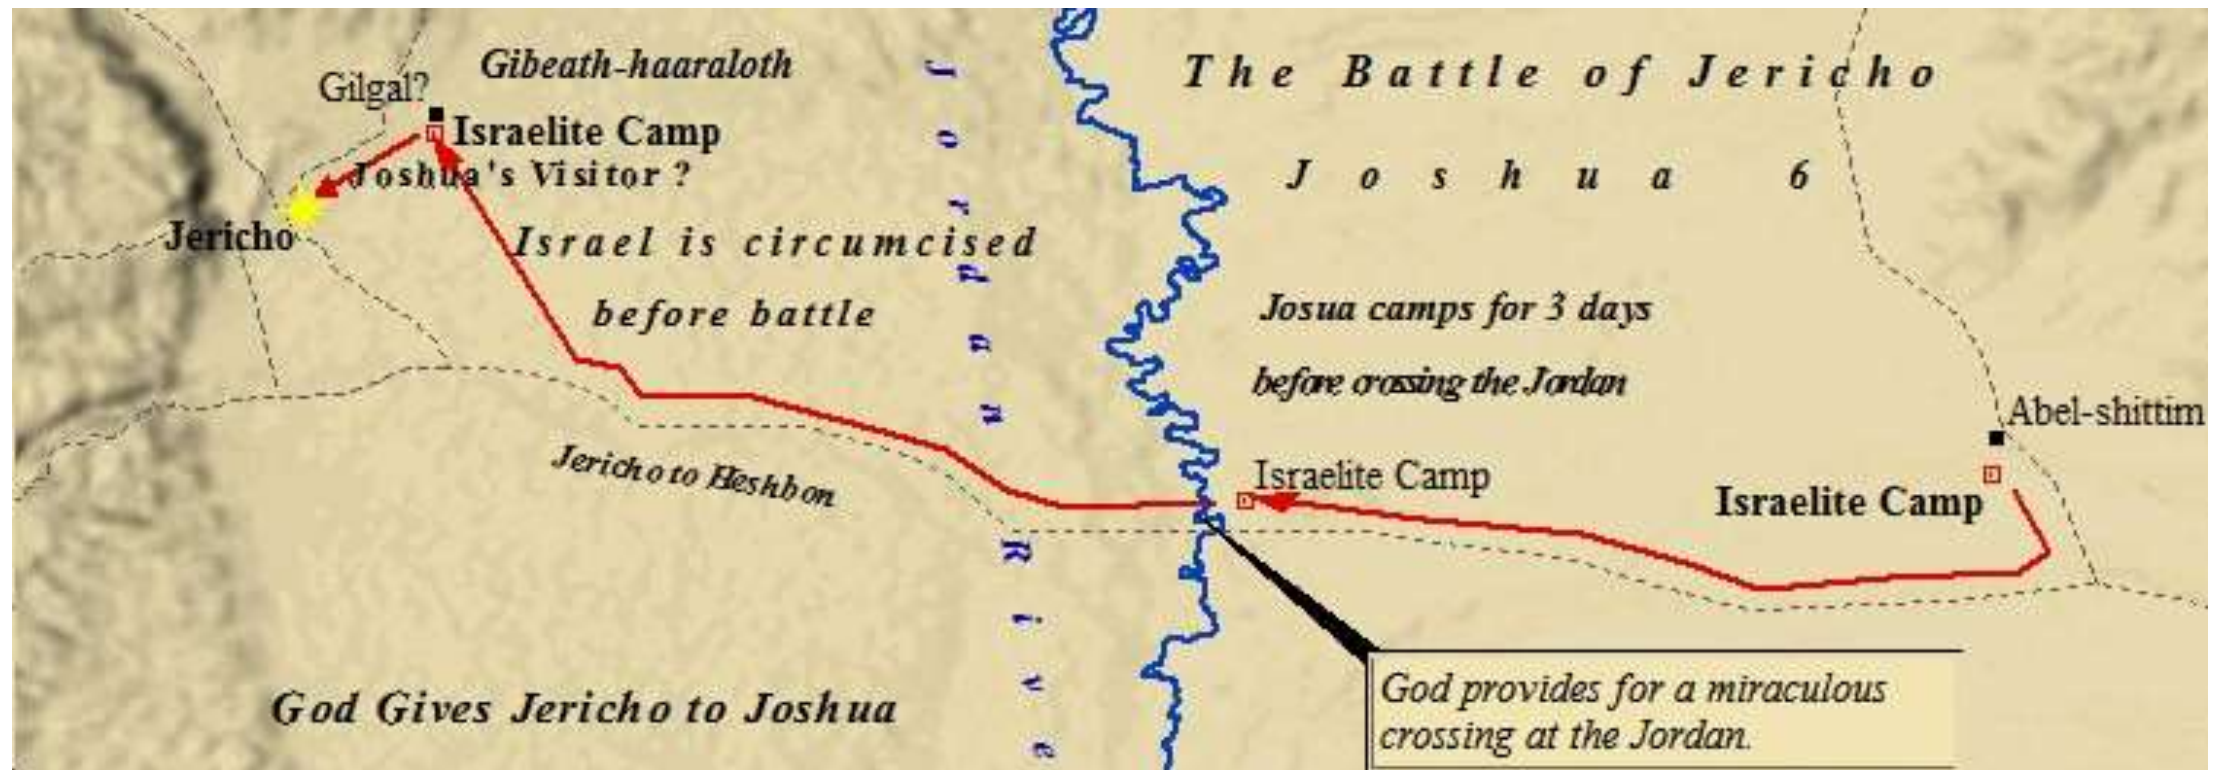 The Battle of Jericho
Joshua 6
Gibeath-haaraloth
Gilgal?
Israelite Camp
Joshua's Visitor ?
Jericho
Israel is circumcised
before battle
Jordan Rive
Josua camps for 3 days
before crossing the Jordan
Abel-shittim
Israelite Camp
Israelite Camp
Jericho to Heshbon
God Gives Jericho to Joshua
God provides for a miraculous
crossing at the Jordan.